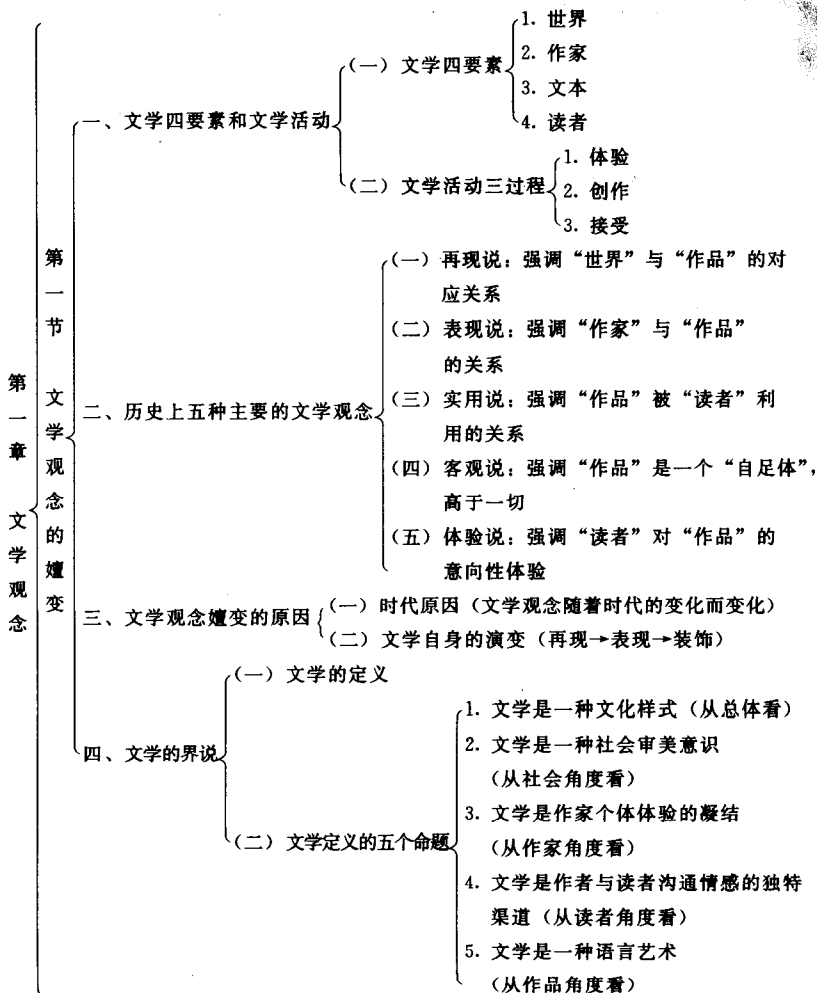 第一章 文学观念
第一节 文学观念的嬗变
一、文学四要素和文学活动
(一) 文学四要素
1. 世界
2. 作家
3. 文本
4. 读者
(二) 文学活动三过程
1. 体验
2. 创作
3. 接受
二、历史上五种主要的文学观念
(一) 再现说：强调“世界”与“作品”的对
应关系
(二) 表现说：强调“作家”与“作品”
的关系
(三) 实用说：强调“作品”被“读者”利
用的关系
(四) 客观说：强调“作品”是一个“自足体”，
高于一切
(五) 体验说：强调“读者”对“作品”的
意向性体验
三、文学观念嬗变的原因
(一) 时代原因（文学观念随着时代的变化而变化）
(二) 文学自身的演变（再现→表现→装饰）
四、文学的界说
(一) 文学的定义
(二) 文学定义的五个命题
1. 文学是一种文化样式（从总体看）
2. 文学是一种社会审美意识
（从社会角度看）
3. 文学是作家个体体验的凝结
（从作家角度看）
4. 文学是作者与读者沟通情感的独特
渠道（从读者角度看）
5. 文学是一种语言艺术
（从作品角度看）